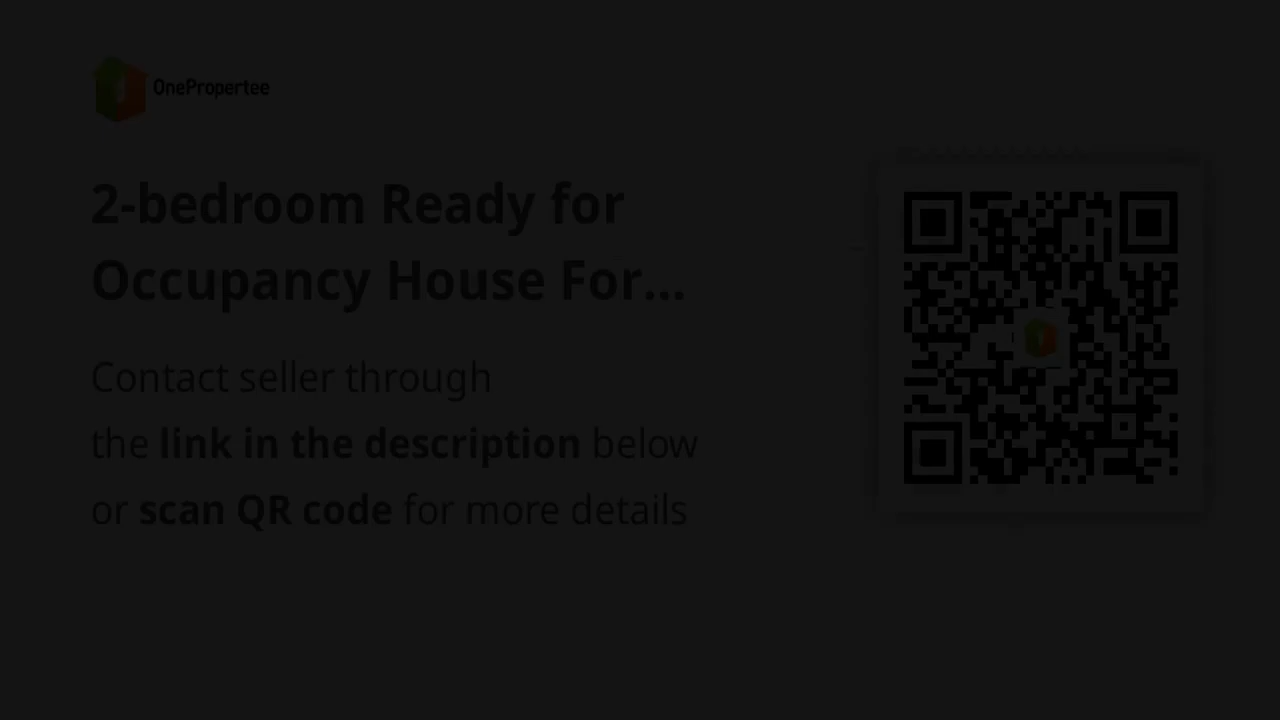 OnePropertee
2-bedroom Ready for
Occupancy House For...
Contact seller through
the link in the description below
or scan QR code for more details